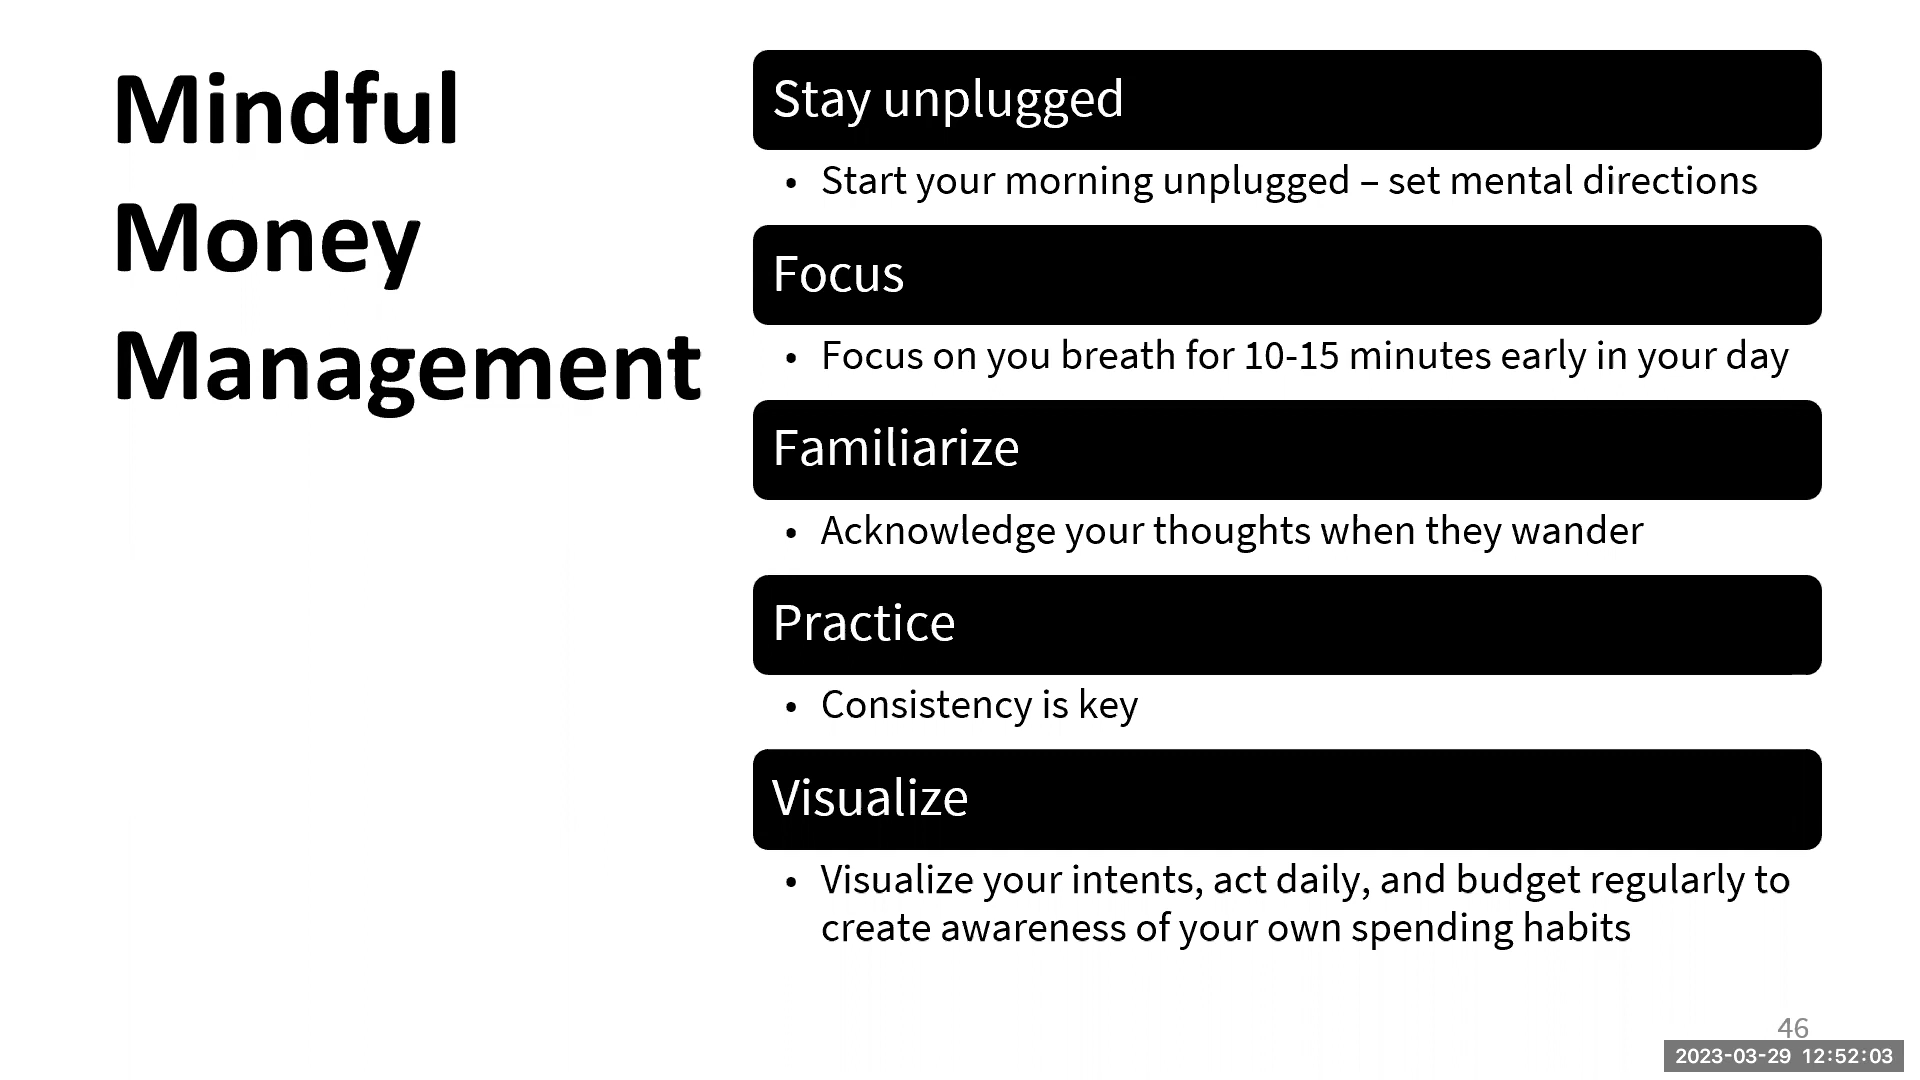 Mindful
Money
Management
Stay unplugged
• Start your morning unplugged – set mental directions
Focus
• Focus on you breath for 10-15 minutes early in your day
Familiarize
• Acknowledge your thoughts when they wander
Practice
• Consistency is key
Visualize
• Visualize your intents, act daily, and budget regularly to
create awareness of your own spending habits
46
2023-03-29 12:52:03